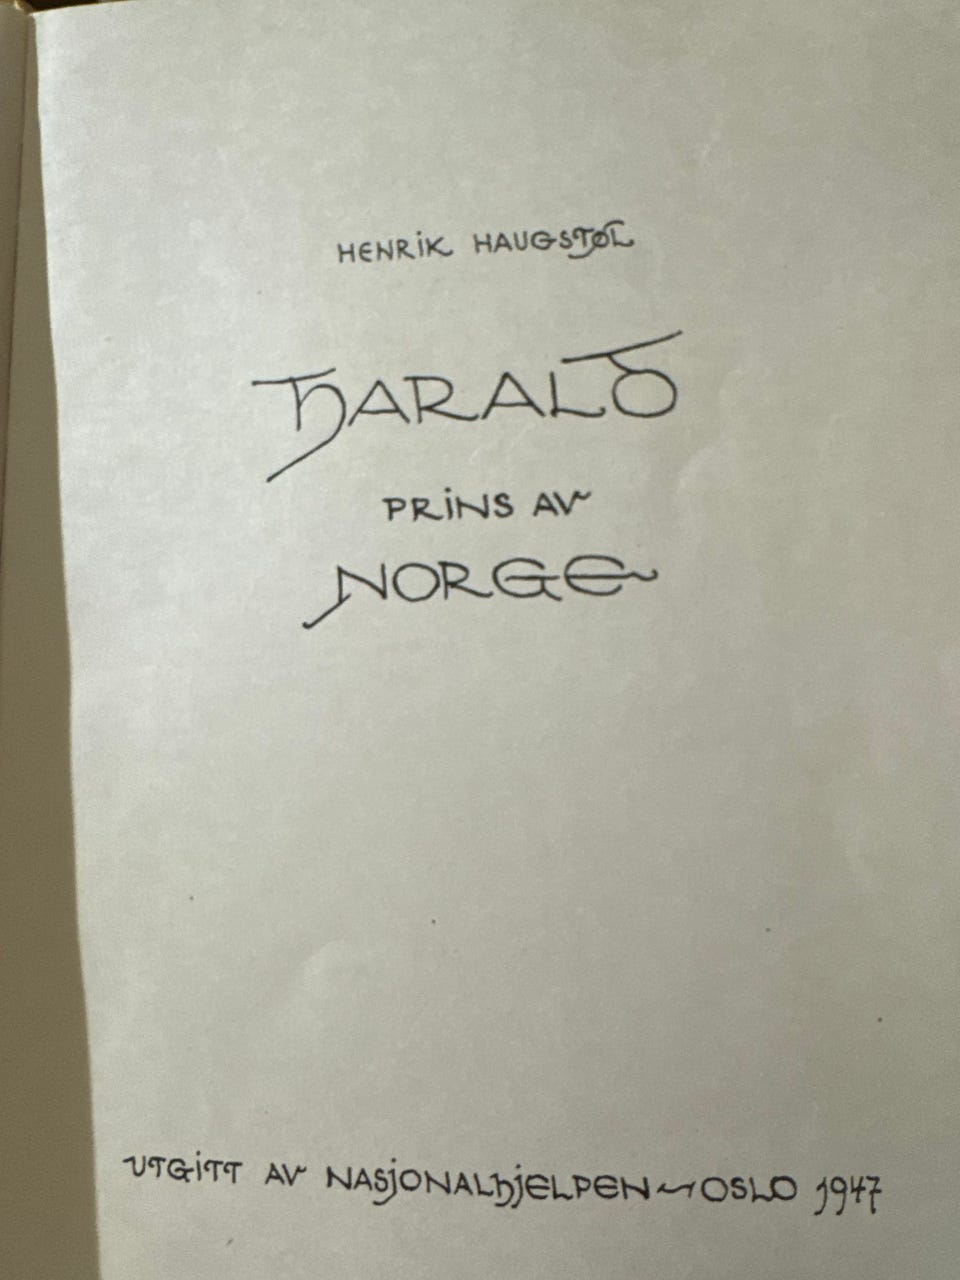 HENRiK HAUGSTØL
HARALD
PRiNS AV
NORGE
UTGiTT AV NASjONALhjELPEN~OSLO 1947